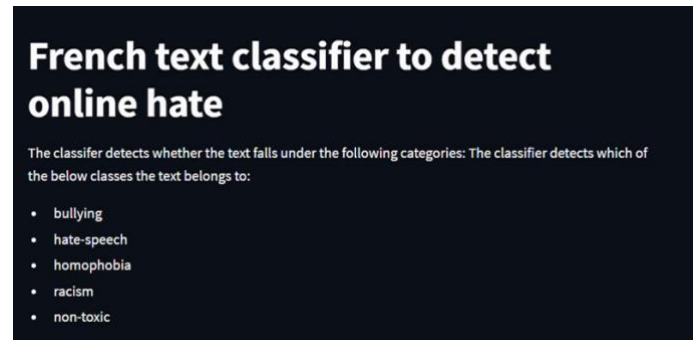 French text classifier to detect
online hate
The classifer detects whether the text falls under the following categories: The classifier detects which of
the below classes the text belongs to:
• bullying
• hate-speech
• homophobia
• racism
• non-toxic